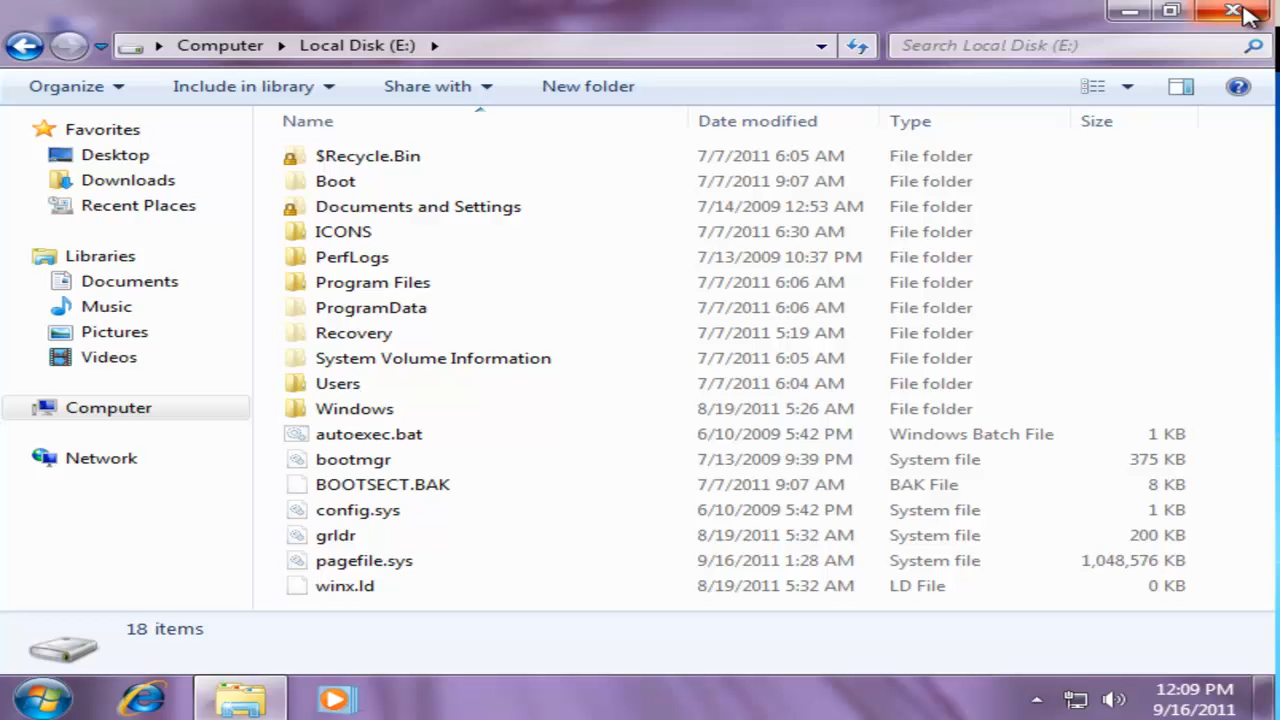 Computer Local Disk (E:) Search Local Disk (E:)
Organize Include in library Share with New folder
Name Date modified Type Size
Favorites
Desktop
Downloads
Recent Places
Libraries
Documents
Music
Pictures
Videos
Computer
Network
$Recycle.Bin 7/7/2011 6:05 AM File folder
Boot 7/7/2011 9:07 AM File folder
Documents and Settings 7/14/2009 12:53 AM File folder
ICONS 7/7/2011 6:30 AM File folder
PerfLogs 7/13/2009 10:37 PM File folder
Program Files 7/7/2011 6:06 AM File folder
ProgramData 7/7/2011 6:06 AM File folder
Recovery 7/7/2011 5:19 AM File folder
System Volume Information 7/7/2011 6:05 AM File folder
Users 7/7/2011 6:04 AM File folder
Windows 8/19/2011 5:26 AM File folder
autoexec.bat 6/10/2009 5:42 PM Windows Batch File 1 KB
bootmgr 7/13/2009 9:39 PM System file 375 KB
BOOTSECT.BAK 7/7/2011 9:07 AM BAK File 8 KB
config.sys 6/10/2009 5:42 PM System file 1 KB
grldr 8/19/2011 5:32 AM System file 200 KB
pagefile.sys 9/16/2011 1:28 AM System file 1,048,576 KB
winx.ld 8/19/2011 5:32 AM LD File 0 KB
18 items
12:09 PM
9/16/2011